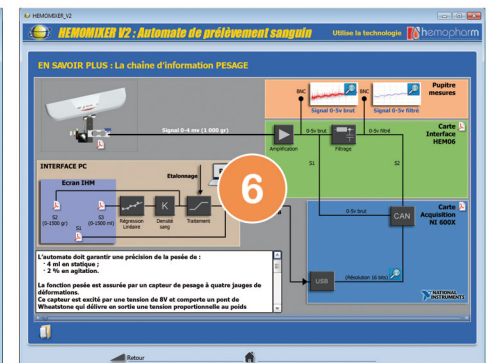 HEMOMIXER_V2
HEMOMIXER V2 : Automate de prélèvement sanguin
Utilise la technologie
hemopharm
EN SAVOIR PLUS : La chaîne d'information PESAGE
Pupitre
mesures
BNC
BNC
Signal 0-5v brut
Signal 0-5v filtré
Carte
Interface
HEM06
Signal 0-4 mv (1 000 gr)
0-5v brut
0-5v filtré
Amplification
Filtrage
S1
S2
INTERFACE PC
Etalonnage
Ecran IHM
S2
(0-1500 gr)
S3
(0-1500 ml)
S1
Régression
Linéaire
K
Densité
sang
Traitement
6
0-5v brut
CAN
Carte
Acquisition
NI 600X
USB
(Résolution 16 bits)
NATIONAL
INSTRUMENTS
L'automate doit garantir une précision de la pesée de :
· 4 ml en statique ;
· 2 % en agitation.
La fonction pesée est assurée par un capteur de pesage à quatre jauges de
déformations.
Ce capteur est excité par une tension de 8V et comporte un pont de
Wheatstone qui délivre en sortie une tension proportionnelle au poids
Retour